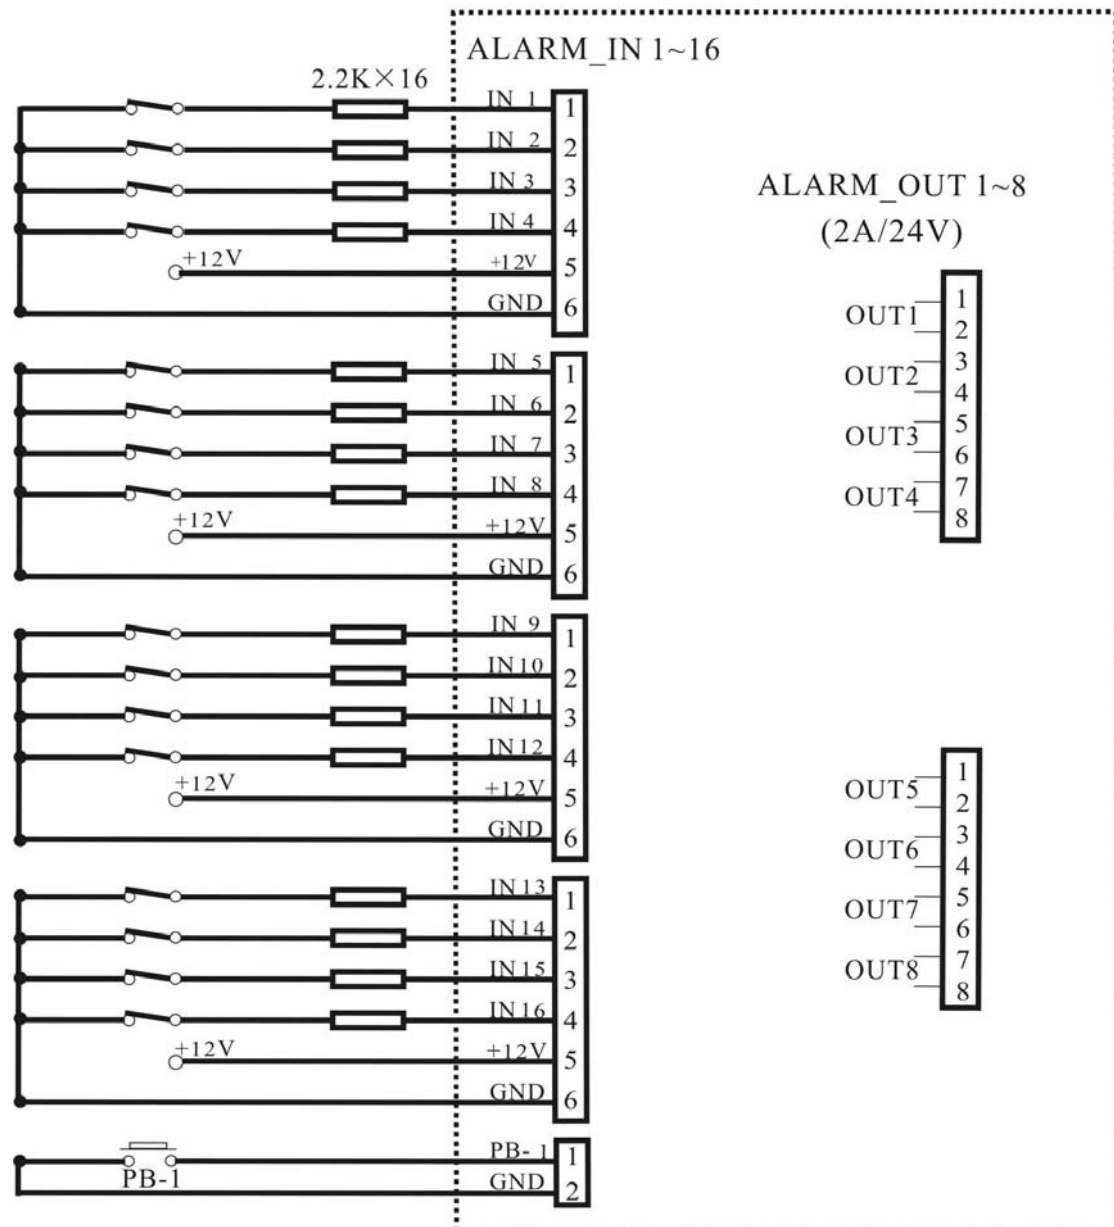 ALARM_IN 1~16
2.2K×16
IN 1
1
IN 2
2
IN 3
3
IN 4
4
+12V
+12V
5
GND
6
IN 5
1
IN 6
2
IN 7
3
IN 8
4
+12V
+12V
5
GND
6
IN 9
1
IN10
2
IN11
3
IN12
4
+12V
+12V
5
GND
6
IN13
1
IN14
2
IN15
3
IN16
4
+12V
+12V
5
GND
6
PB-1
PB- 1
1
GND
2
ALARM_OUT 1~8
(2A/24V)
OUT1
1
2
OUT2
3
4
OUT3
5
6
OUT4
7
8
OUT5
1
2
OUT6
3
4
OUT7
5
6
OUT8
7
8